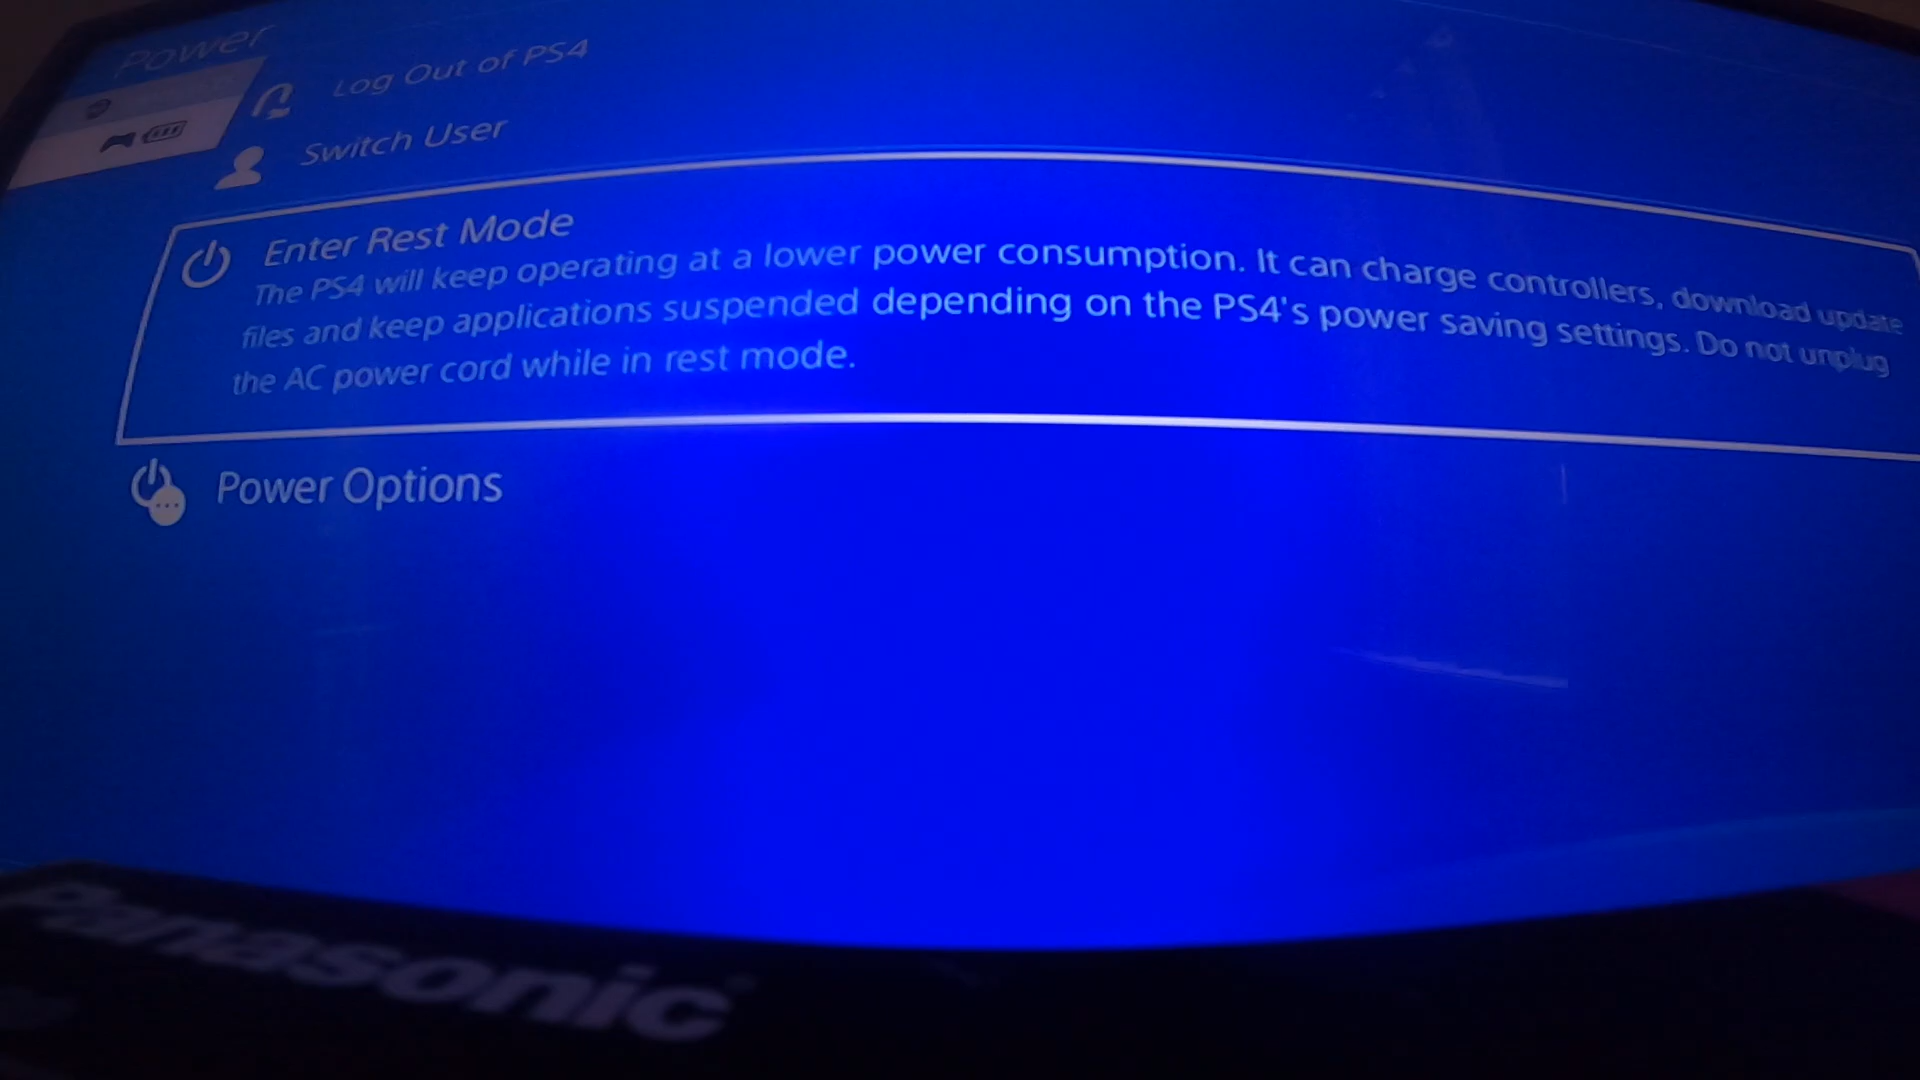 Power
Log Out of PS4
Switch User
Enter Rest Mode
The PS4 will keep operating at a lower power consumption. It can charge controllers, download update
files and keep applications suspended depending on the PS4's power saving settings. Do not unplug
the AC power cord while in rest mode.
Power Options
Panasonic